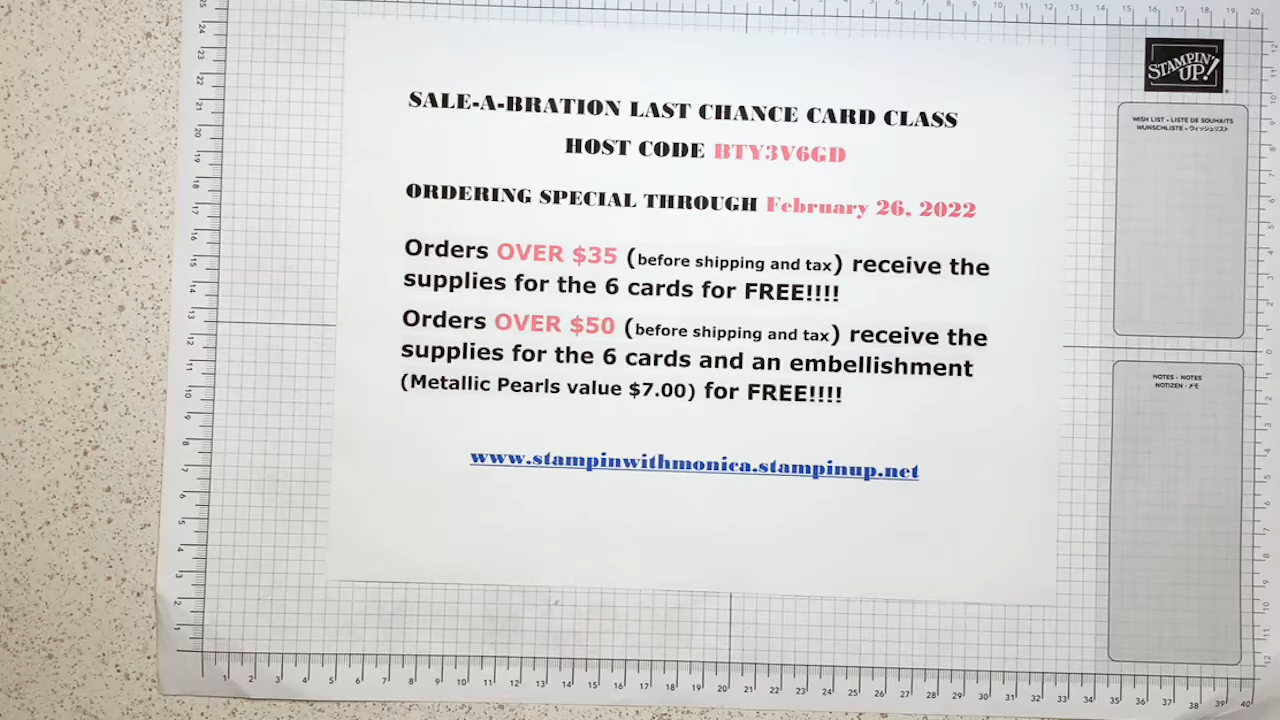 STAMPIN' UP!
SALE-A-BRATION LAST CHANCE CARD CLASS
HOST CODE BTY3V6GD
ORDERING SPECIAL THROUGH February 26, 2022
Orders OVER $35 (before shipping and tax) receive the
supplies for the 6 cards for FREE!!!!
Orders OVER $50 (before shipping and tax) receive the
supplies for the 6 cards and an embellishment
(Metallic Pearls value $7.00) for FREE!!!!
www.stampinwithmonica.stampinup.net
WISH LIST • LISTE DE SOUHAITS
WUNSCHLISTE • ウィッシュリスト
NOTES • NOTES
NOTIZEN • メモ